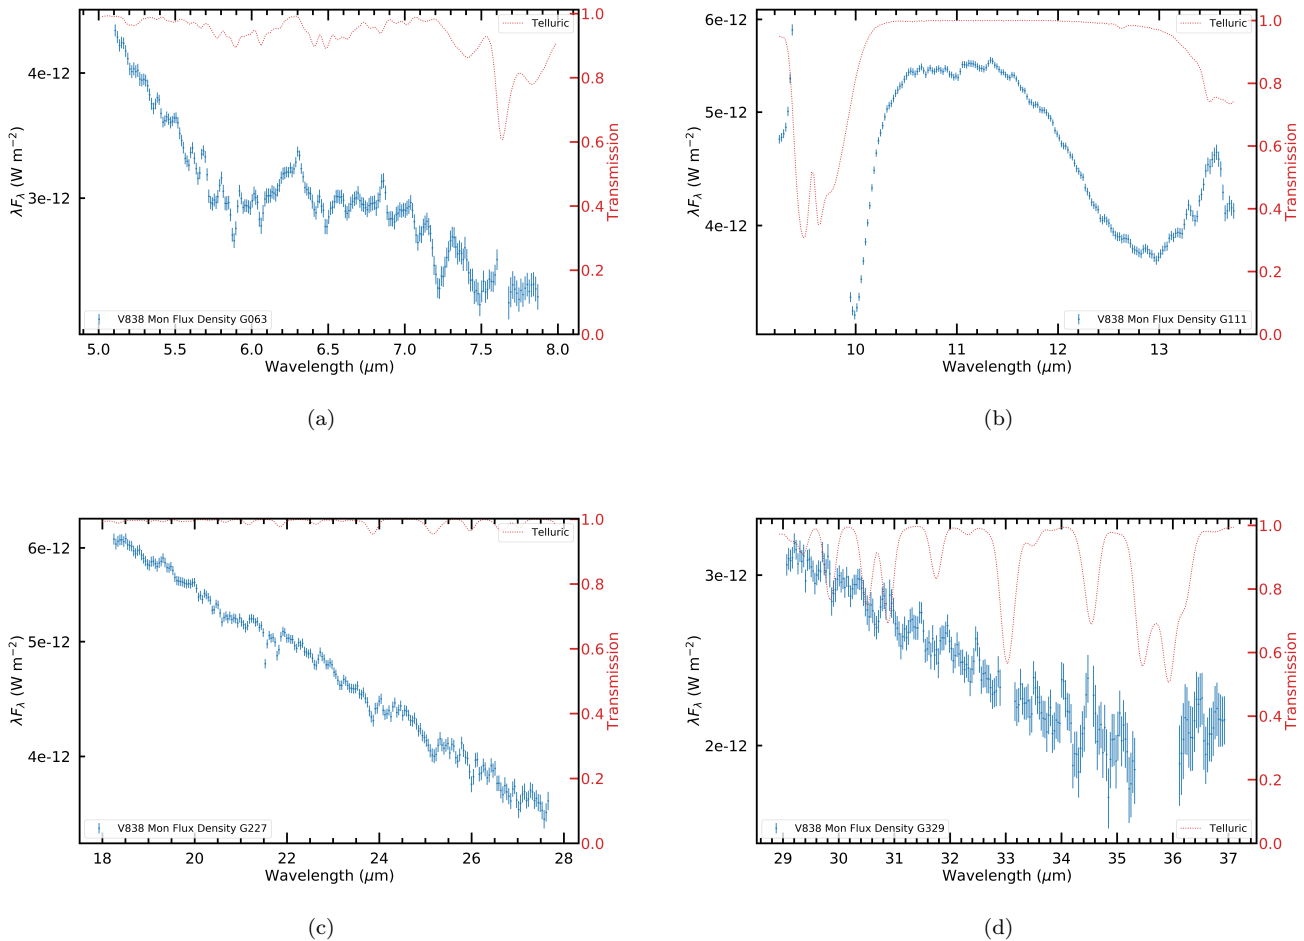 Telluric
4e-12
3e-12
λFλ (W m⁻²)
1.0
0.8
0.6
0.4
0.2
0.0
Transmission
V838 Mon Flux Density G063
5.0 5.5 6.0 6.5 7.0 7.5 8.0
Wavelength (μm)
(a)
Telluric
6e-12
5e-12
4e-12
λFλ (W m⁻²)
1.0
0.8
0.6
0.4
0.2
0.0
Transmission
V838 Mon Flux Density G111
10 11 12 13
Wavelength (μm)
(b)
Telluric
6e-12
5e-12
4e-12
λFλ (W m⁻²)
1.0
0.8
0.6
0.4
0.2
0.0
Transmission
V838 Mon Flux Density G227
18 20 22 24 26 28
Wavelength (μm)
(c)
3e-12
2e-12
λFλ (W m⁻²)
1.0
0.8
0.6
0.4
0.2
0.0
Transmission
V838 Mon Flux Density G329
Telluric
29 30 31 32 33 34 35 36 37
Wavelength (μm)
(d)